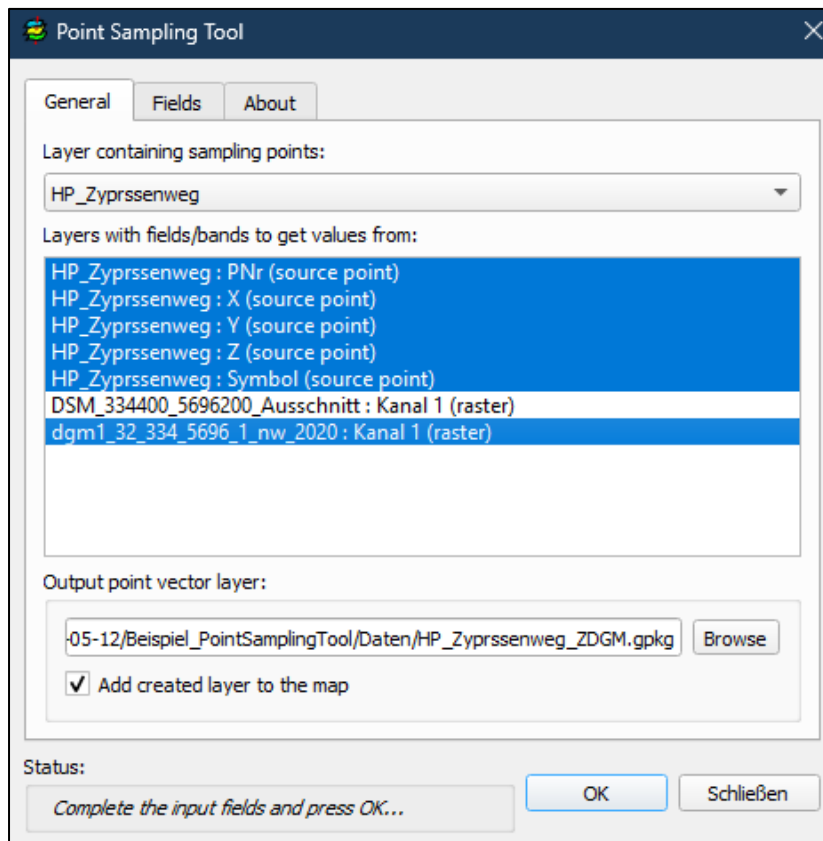 Point Sampling Tool
General
Fields
About
Layer containing sampling points:
HP_Zyprssenweg
Layers with fields/bands to get values from:
HP_Zyprssenweg : PNr (source point)
HP_Zyprssenweg : X (source point)
HP_Zyprssenweg : Y (source point)
HP_Zyprssenweg : Z (source point)
HP_Zyprssenweg : Symbol (source point)
DSM_334400_5696200_Ausschnitt : Kanal 1 (raster)
dgm1_32_334_5696_1_nw_2020 : Kanal 1 (raster)
Output point vector layer:
-05-12/Beispiel_PointSamplingTool/Daten/HP_Zyprssenweg_ZDGM.gpkg
Browse
Add created layer to the map
Status:
Complete the input fields and press OK...
OK
Schließen